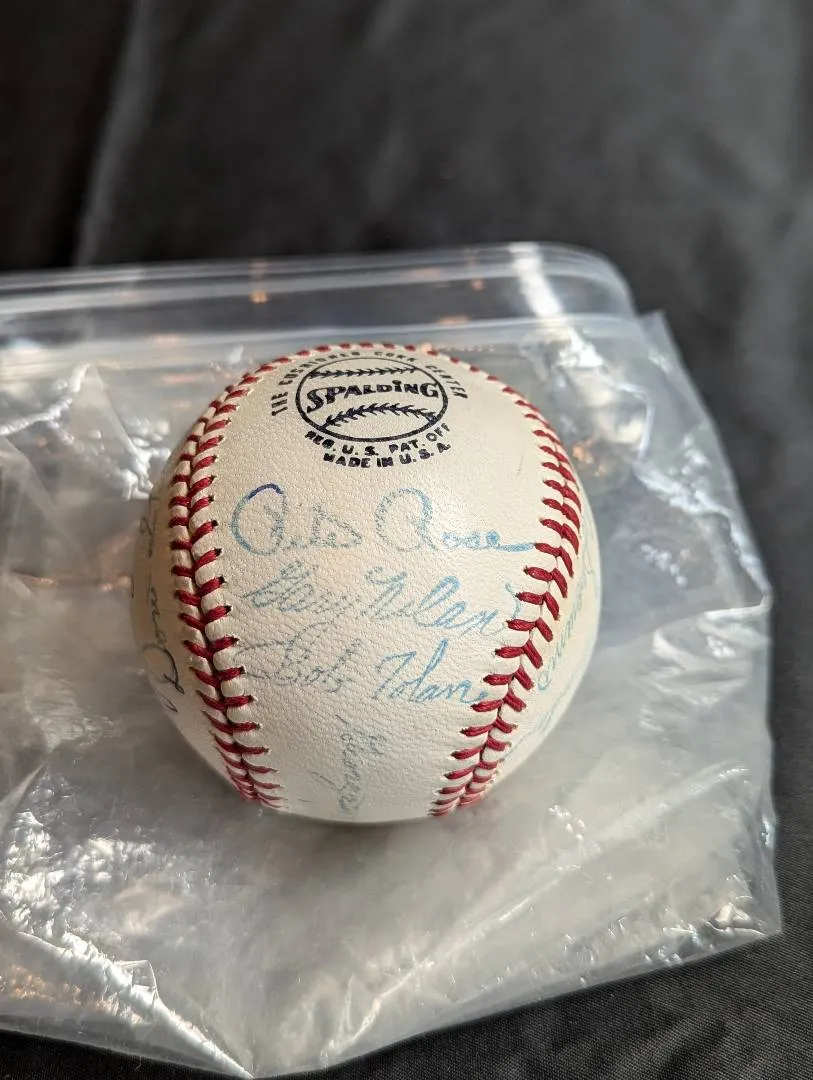 THE CUSHIONED CORK CENTER
SPALDING
REG. U.S. PAT. OFF.
MADE IN U.S.A.
Pete Rose
Gary Nolan
Bob Tolan